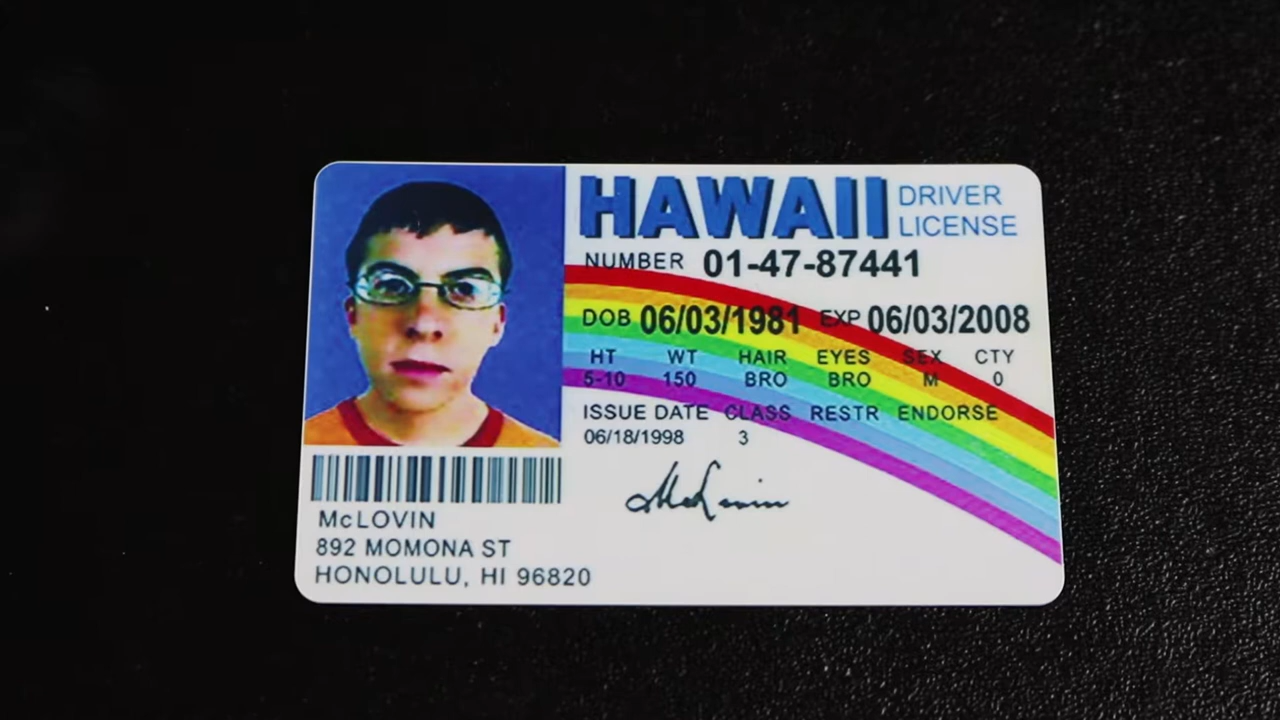 HAWAII DRIVER LICENSE
NUMBER 01-47-87441
DOB 06/03/1981 EXP 06/03/2008
HT WT HAIR EYES SEX CTY
5-10 150 BRO BRO M 0
ISSUE DATE CLASS RESTR ENDORSE
06/18/1998 3
McLovin
McLOVIN
892 MOMONA ST
HONOLULU, HI 96820